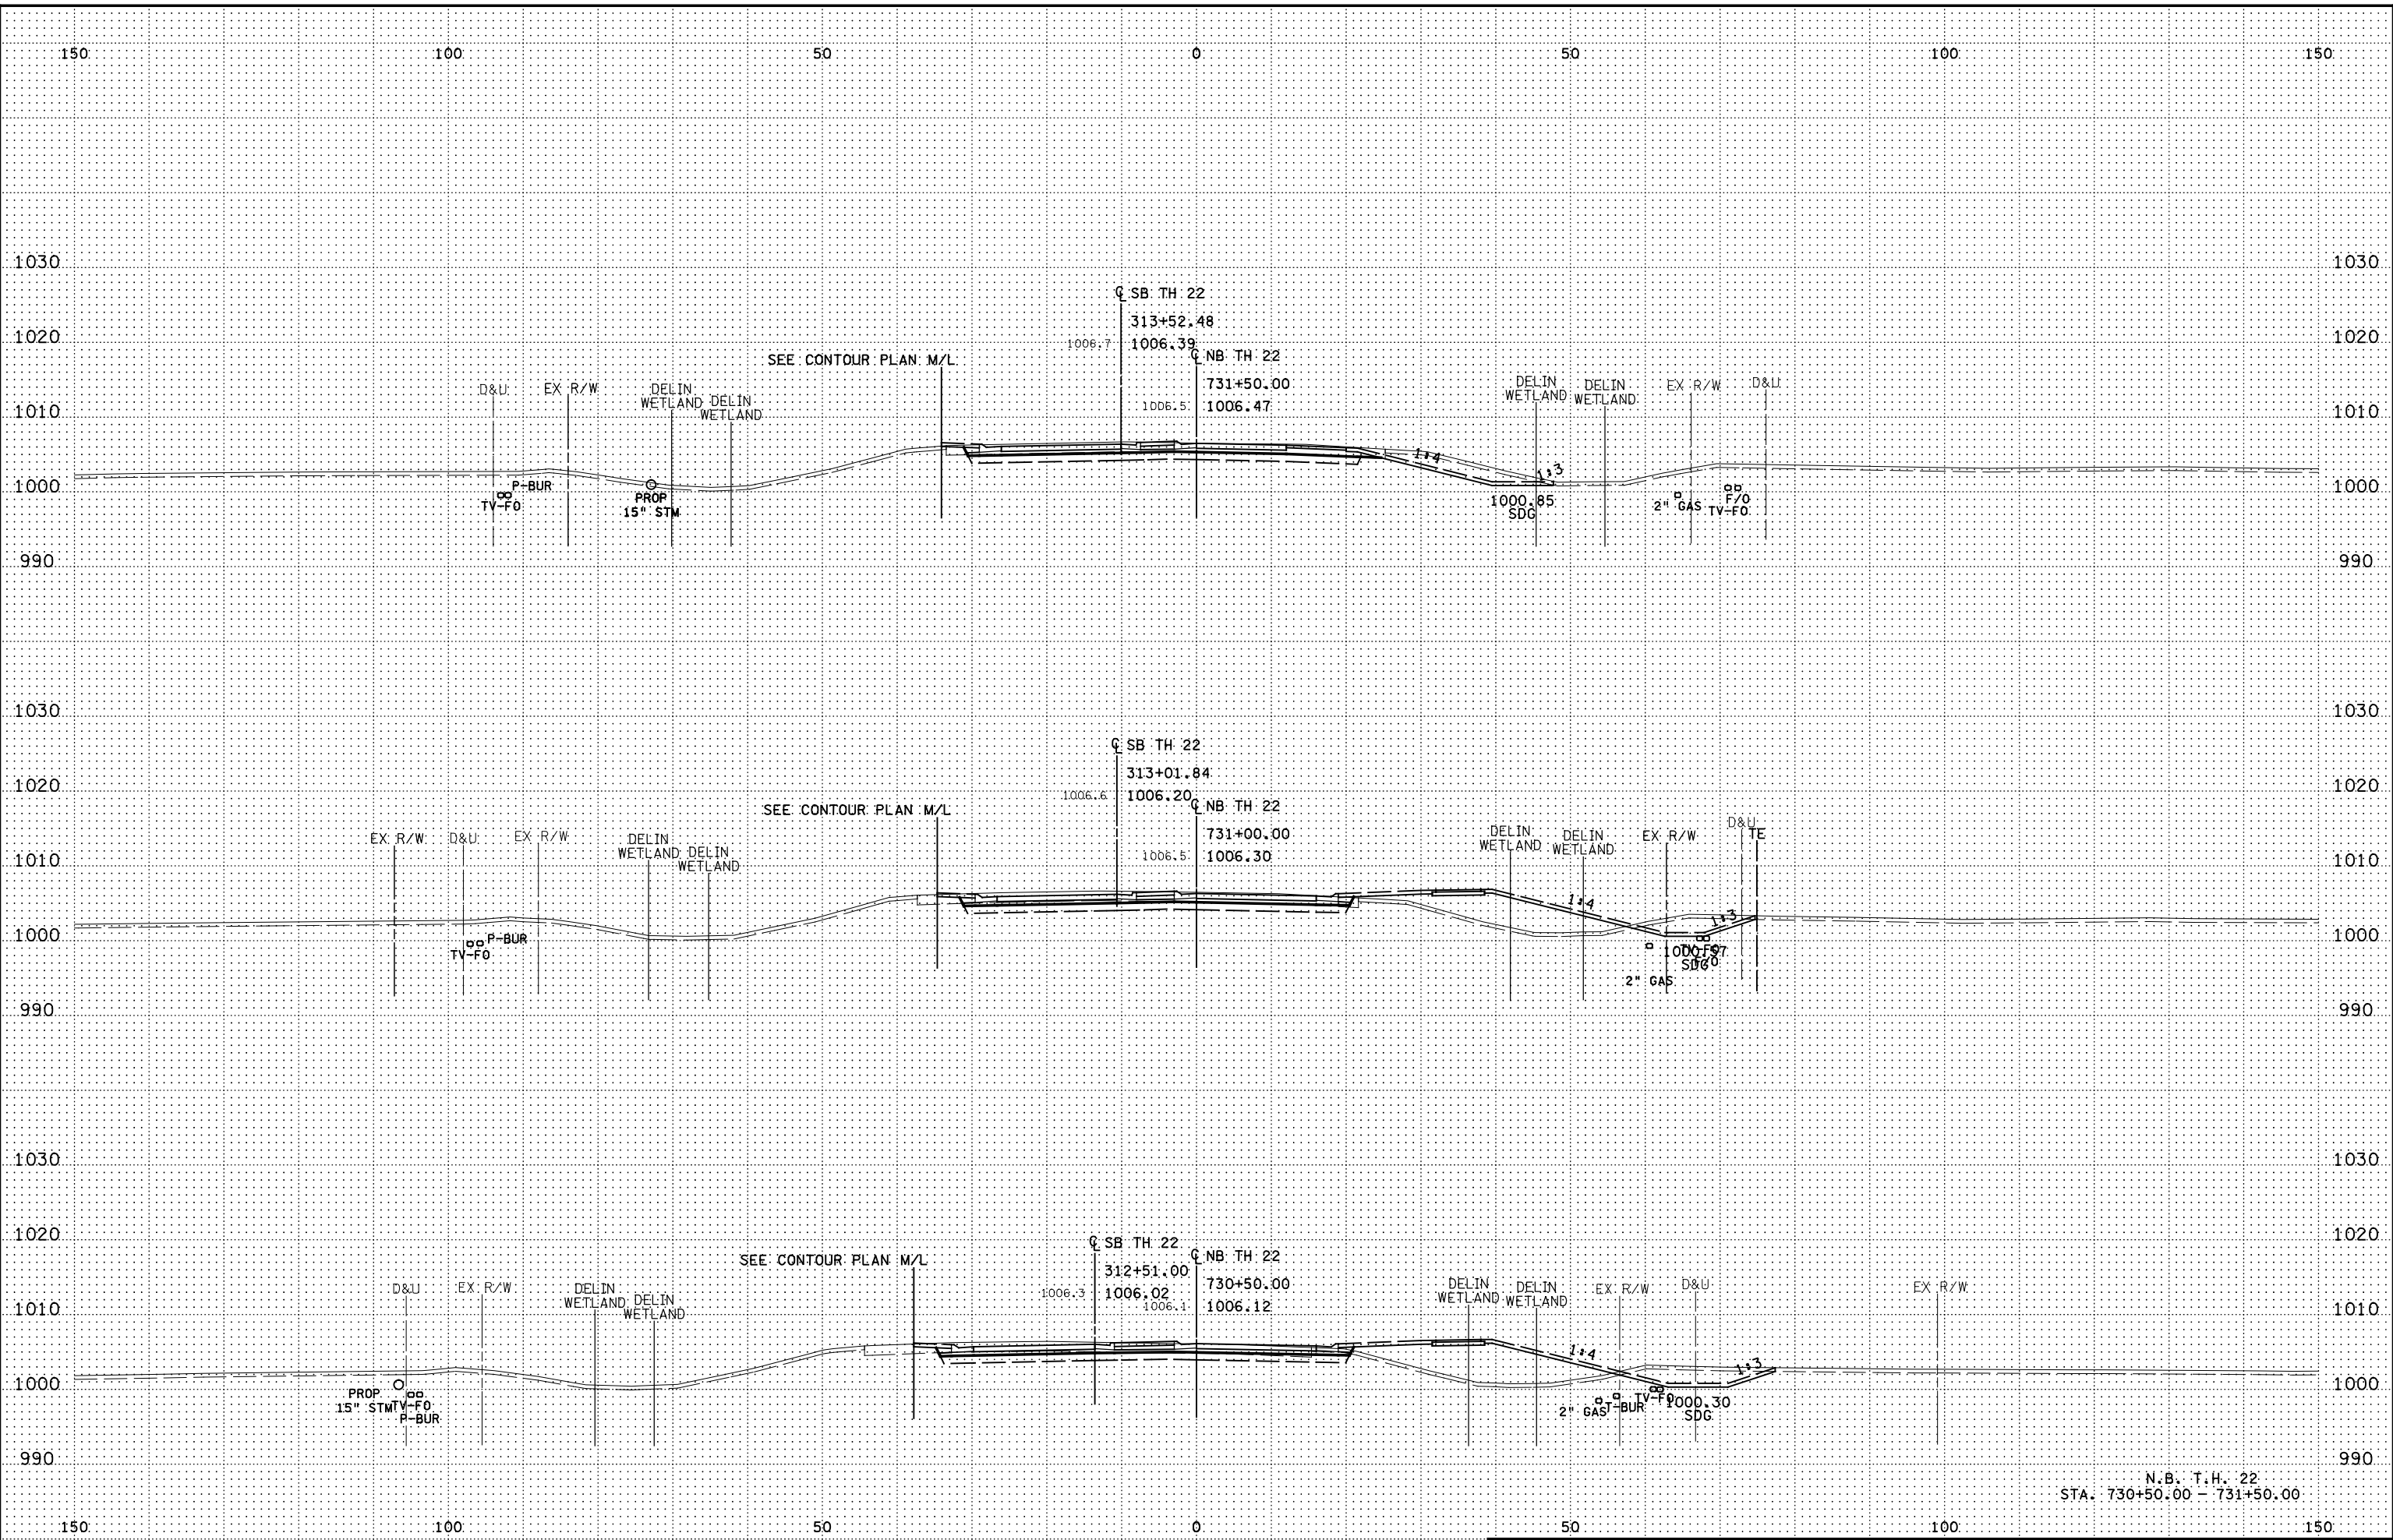 150 100 50 0 50 100 150
1030 1030
℄ SB TH 22
313+52.48
1020 1020
1006.7 1006.39
℄ NB TH 22
SEE CONTOUR PLAN M/L
731+50.00
D&U EX R/W DELIN WETLAND DELIN WETLAND
DELIN WETLAND DELIN WETLAND EX R/W D&U
1006.5 1006.47
1010 1010
1:4 1:3
1000 1000
P-BUR
TV-FO
PROP
15" STM
1000.85
SDG
2" GAS
F/O
TV-FO
990 990
1030 1030
℄ SB TH 22
313+01.84
1020 1020
1006.6 1006.20
℄ NB TH 22
SEE CONTOUR PLAN M/L
731+00.00
EX R/W D&U EX R/W DELIN WETLAND DELIN WETLAND
DELIN WETLAND DELIN WETLAND EX R/W D&U TE
1006.5 1006.30
1010 1010
1:4 1:3
1000 1000
P-BUR
TV-FO
TV-FO
1000.57
SDG
F/O
2" GAS
990 990
1030 1030
1020 1020
℄ SB TH 22
℄ NB TH 22
SEE CONTOUR PLAN M/L
312+51.00
730+50.00
D&U EX R/W DELIN WETLAND DELIN WETLAND
DELIN WETLAND DELIN WETLAND EX R/W D&U EX R/W
1006.3 1006.02
1006.1 1006.12
1010 1010
1:4 1:3
1000 1000
PROP
15" STM
TV-FO
P-BUR
2" GAS
T-BUR
TV-FO
1000.30
SDG
990 990
N.B. T.H. 22
STA. 730+50.00 - 731+50.00
150 100 50 0 50 100 150